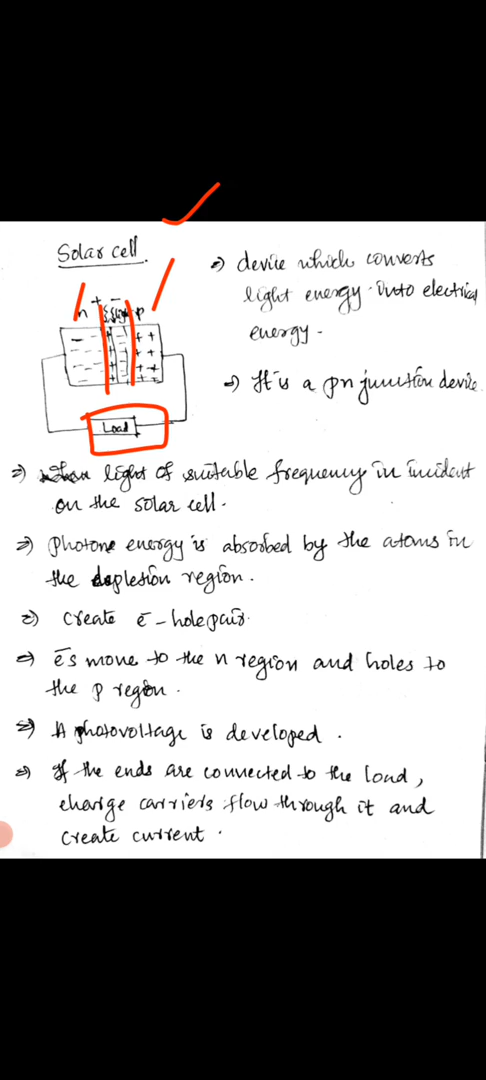 Solar cell.
n + - p
Light
Load
⇒ device which converts
light energy into electrical
energy.
⇒ It is a pn junction device
⇒ light of suitable frequency in incident
on the solar cell.
⇒ Photone energy is absorbed by the atoms in
the depletion region.
⇒ create e̅ - hole pair.
⇒ e̅s move to the n region and holes to
the p region.
⇒ A photovoltage is developed.
⇒ If the ends are connected to the load,
charge carriers flow through it and
create current.